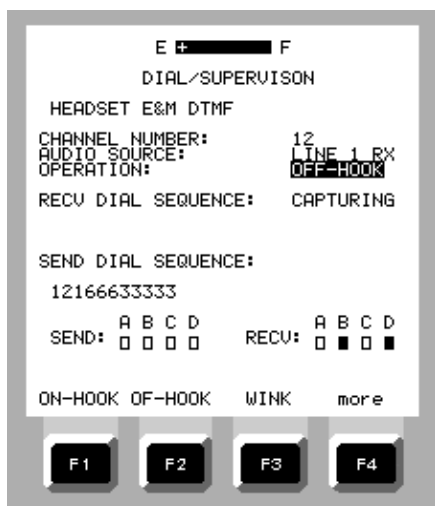 E + F
DIAL/SUPERVISON
HEADSET E&M DTMF
CHANNEL NUMBER: 12
AUDIO SOURCE: LINE 1 RX
OPERATION: OFF-HOOK
RECV DIAL SEQUENCE: CAPTURING
SEND DIAL SEQUENCE:
12166633333
A B C D A B C D
SEND: RECV:
ON-HOOK OF-HOOK WINK more
F1 F2 F3 F4